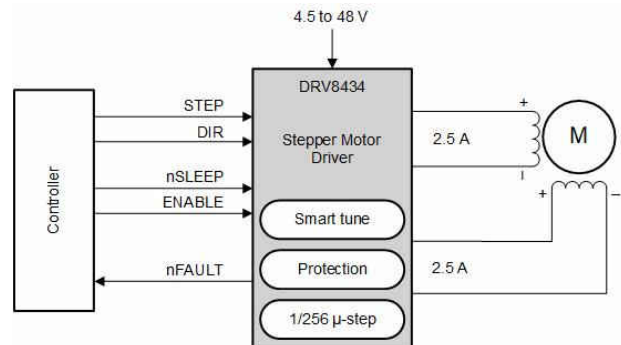 4.5 to 48 V
DRV8434
STEP
DIR
Stepper Motor
Driver
2.5 A
+
M
–
nSLEEP
ENABLE
+
–
Controller
Smart tune
nFAULT
Protection
2.5 A
1/256 µ-step